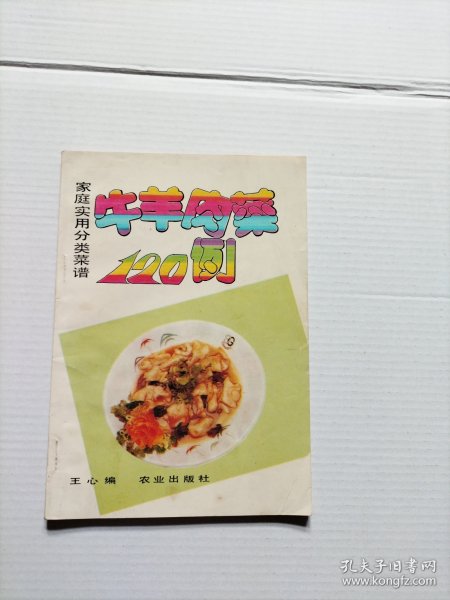 家庭实用分类菜谱
牛羊肉菜
120例
王心编 农业出版社
孔夫子旧书网
www.kongfz.com